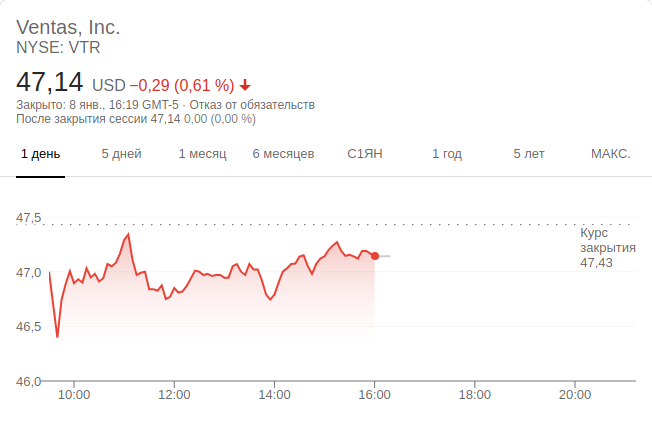 Ventas, Inc.
NYSE: VTR
47,14 USD −0,29 (0,61 %)
Закрыто: 8 янв., 16:19 GMT-5 · Отказ от обязательств
После закрытия сессии 47,14 0,00 (0,00 %)
1 день 5 дней 1 месяц 6 месяцев С1ЯН 1 год 5 лет МАКС.
47,5
Курс
закрытия
47,43
47,0
46,5
46,0
10:00 12:00 14:00 16:00 18:00 20:00